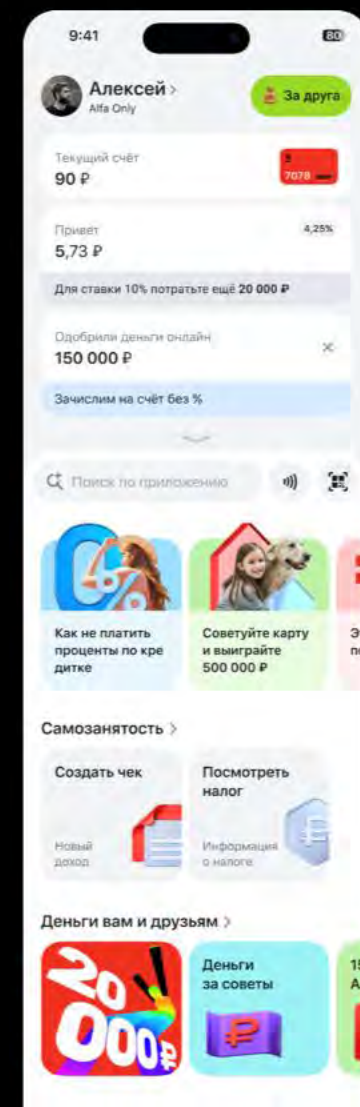 9:41
80
Алексей
Alfa Only
За друга
Текущий счёт
90 ₽
7078
Привет
4,25%
5,73 ₽
Для ставки 10% потратьте ещё 20 000 ₽
Одобрили деньги онлайн
150 000 ₽
Зачислим на счёт без %
Поиск по приложению
0%
Как не платить
проценты по кре
дитке
Советуйте карту
и выиграйте
500 000 ₽
Самозанятость
Создать чек
Новый
доход
Посмотреть
налог
Информация
о налоге
Деньги вам и друзьям
20
000₽
Деньги
за советы
₽